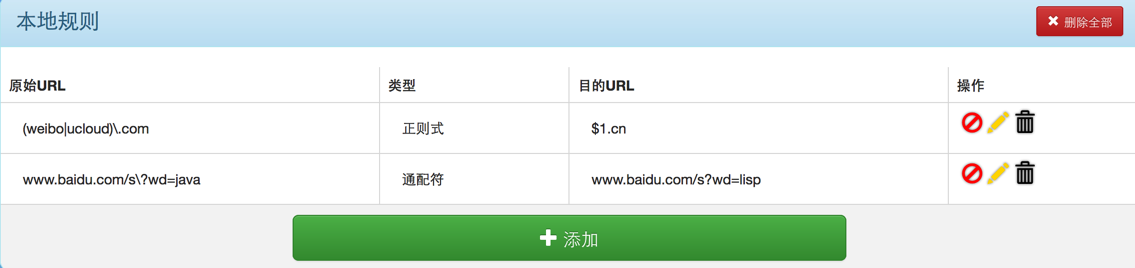 本地规则
删除全部
原始URL 类型 目的URL 操作
(weibo|ucloud)\.com 正则式 $1.cn
www.baidu.com/s\?wd=java 通配符 www.baidu.com/s?wd=lisp
添加